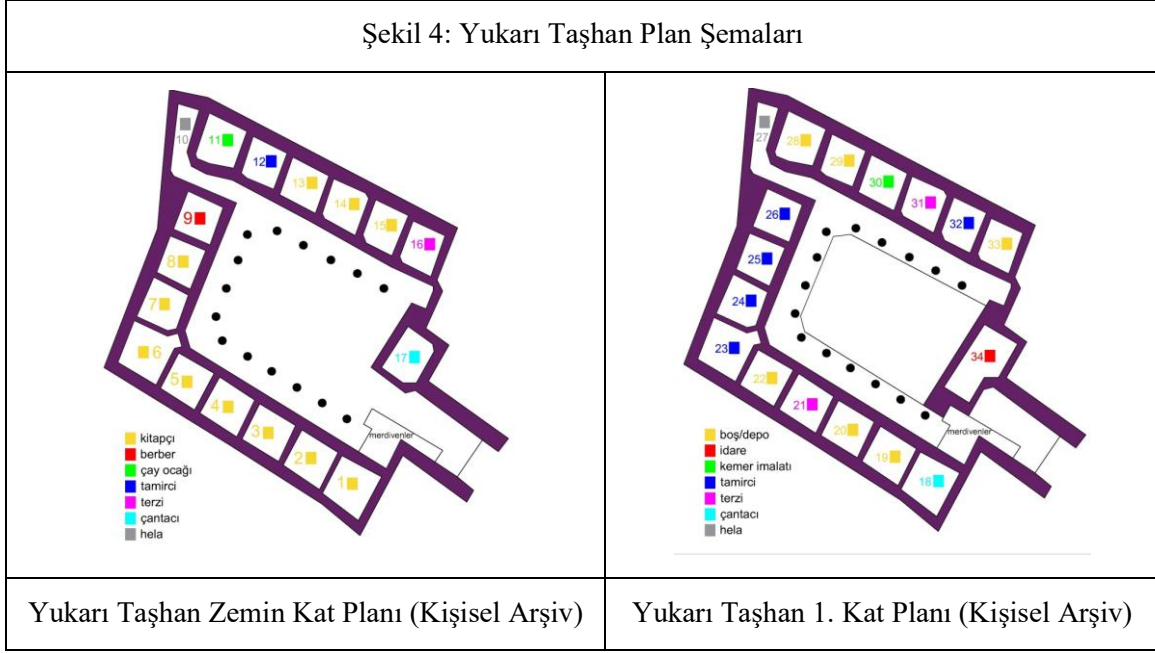 Şekil 4: Yukarı Taşhan Plan Şemaları
10
11
12
13
14
15
16
9
8
7
6
5
4
3
2
1
17
merdivenler
kitapçı
berber
çay ocağı
tamirci
terzi
çantacı
hela
27
28
29
30
31
32
33
26
25
24
23
22
21
20
19
18
34
merdivenler
boş/depo
idare
kemer imalatı
tamirci
terzi
çantacı
hela
Yukarı Taşhan Zemin Kat Planı (Kişisel Arşiv)
Yukarı Taşhan 1. Kat Planı (Kişisel Arşiv)